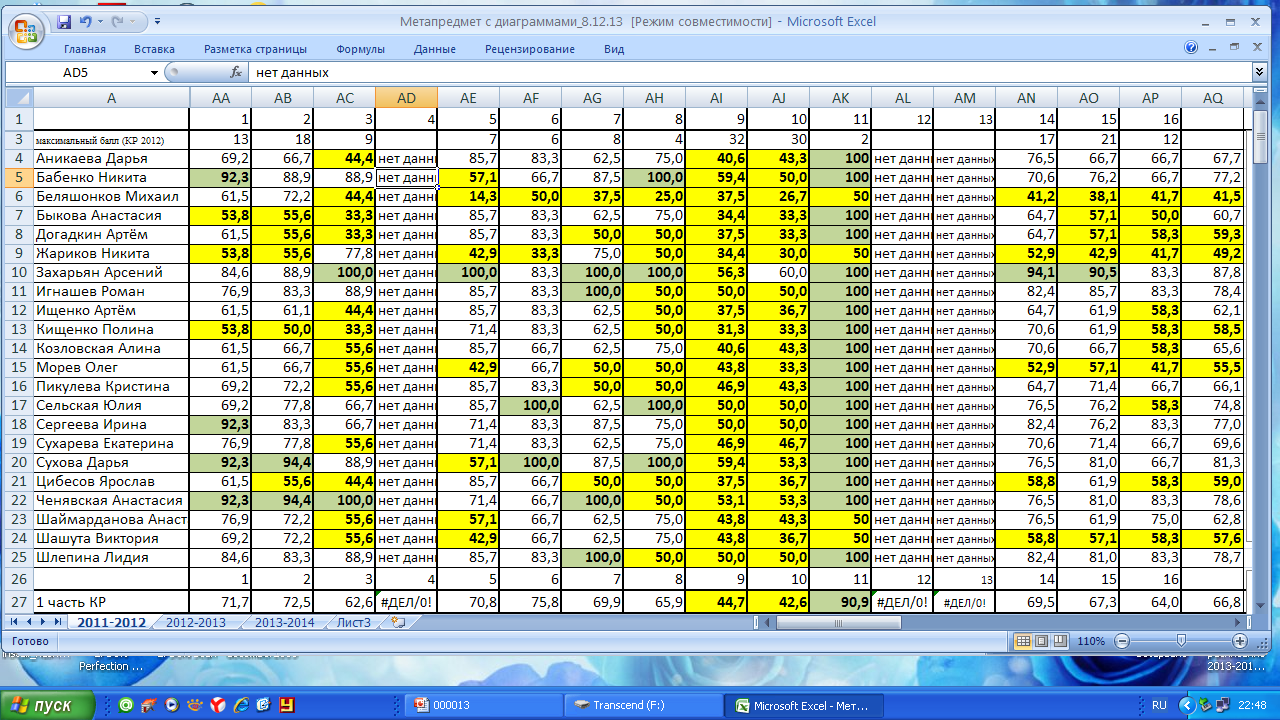 Метапредмет с диаграммами_8.12.13 [Режим совместимости] - Microsoft Excel
Главная Вставка Разметка страницы Формулы Данные Рецензирование Вид
AD5 fx нет данных
A AA AB AC AD AE AF AG AH AI AJ AK AL AM AN AO AP AQ
1 1 2 3 4 5 6 7 8 9 10 11 12 13 14 15 16
3 максимальный балл (КР 2012) 13 18 9 7 6 8 4 32 30 2 17 21 12
4 Аникаева Дарья 69,2 66,7 44,4 нет данн 85,7 83,3 62,5 75,0 40,6 43,3 100 нет данн нет данных 76,5 66,7 66,7 67,7
5 Бабенко Никита 92,3 88,9 88,9 нет данн 57,1 66,7 87,5 100,0 59,4 50,0 100 нет данн нет данных 70,6 76,2 66,7 77,2
6 Беляшонков Михаил 61,5 72,2 44,4 нет данн 14,3 50,0 37,5 25,0 37,5 26,7 50 нет данн нет данных 41,2 38,1 41,7 41,5
7 Быкова Анастасия 53,8 55,6 33,3 нет данн 85,7 83,3 62,5 75,0 34,4 33,3 100 нет данн нет данных 64,7 57,1 50,0 60,7
8 Догадкин Артём 61,5 55,6 33,3 нет данн 85,7 83,3 50,0 50,0 37,5 33,3 100 нет данн нет данных 64,7 57,1 58,3 59,3
9 Жариков Никита 53,8 55,6 77,8 нет данн 42,9 33,3 75,0 50,0 34,4 30,0 50 нет данн нет данных 52,9 42,9 41,7 49,2
10 Захарьян Арсений 84,6 88,9 100,0 нет данн 100,0 83,3 100,0 100,0 56,3 60,0 100 нет данн нет данных 94,1 90,5 83,3 87,8
11 Игнашев Роман 76,9 83,3 88,9 нет данн 85,7 83,3 100,0 50,0 50,0 50,0 100 нет данн нет данных 82,4 85,7 83,3 78,4
12 Ищенко Артём 61,5 61,1 44,4 нет данн 85,7 83,3 62,5 50,0 37,5 36,7 100 нет данн нет данных 64,7 61,9 58,3 62,1
13 Кищенко Полина 53,8 50,0 33,3 нет данн 71,4 83,3 62,5 50,0 31,3 33,3 100 нет данн нет данных 70,6 61,9 58,3 58,5
14 Козловская Алина 61,5 66,7 55,6 нет данн 85,7 66,7 62,5 75,0 40,6 43,3 100 нет данн нет данных 70,6 66,7 58,3 65,6
15 Морев Олег 61,5 66,7 55,6 нет данн 42,9 66,7 50,0 50,0 43,8 33,3 100 нет данн нет данных 52,9 57,1 41,7 55,5
16 Пикулева Кристина 69,2 72,2 55,6 нет данн 85,7 83,3 50,0 50,0 46,9 43,3 100 нет данн нет данных 64,7 71,4 66,7 66,1
17 Сельская Юлия 69,2 77,8 66,7 нет данн 85,7 100,0 62,5 100,0 50,0 50,0 100 нет данн нет данных 76,5 76,2 58,3 74,8
18 Сергеева Ирина 92,3 83,3 66,7 нет данн 71,4 83,3 87,5 75,0 50,0 50,0 100 нет данн нет данных 82,4 76,2 83,3 77,0
19 Сухарева Екатерина 76,9 77,8 55,6 нет данн 71,4 83,3 62,5 75,0 46,9 46,7 100 нет данн нет данных 70,6 71,4 66,7 69,6
20 Сухова Дарья 92,3 94,4 88,9 нет данн 57,1 100,0 87,5 100,0 59,4 53,3 100 нет данн нет данных 76,5 81,0 66,7 81,3
21 Цибесов Ярослав 61,5 55,6 44,4 нет данн 85,7 66,7 50,0 50,0 37,5 36,7 100 нет данн нет данных 58,8 61,9 58,3 59,0
22 Ченявская Анастасия 92,3 94,4 100,0 нет данн 71,4 66,7 100,0 50,0 53,1 53,3 100 нет данн нет данных 76,5 81,0 83,3 78,6
23 Шаймарданова Анаст 76,9 72,2 55,6 нет данн 57,1 66,7 62,5 75,0 43,8 43,3 50 нет данн нет данных 76,5 61,9 75,0 62,8
24 Шашута Виктория 69,2 72,2 55,6 нет данн 42,9 66,7 62,5 75,0 43,8 36,7 50 нет данн нет данных 58,8 57,1 58,3 57,6
25 Шлепина Лидия 84,6 83,3 88,9 нет данн 85,7 83,3 100,0 50,0 50,0 50,0 100 нет данн нет данных 82,4 81,0 83,3 78,7
26 1 2 3 4 5 6 7 8 9 10 11 12 13 14 15 16
27 1 часть КР 71,7 72,5 62,6 #ДЕЛ/0! 70,8 75,8 69,9 65,9 44,7 42,6 90,9 #ДЕЛ/0! #ДЕЛ/0! 69,5 67,3 64,0 66,8
2011-2012 2012-2013 2013-2014 Лист3
Готово 110%
Perfection ... 2013-201...
пуск 000013 Transcend (F:) Microsoft Excel - Мет... RU 22:48